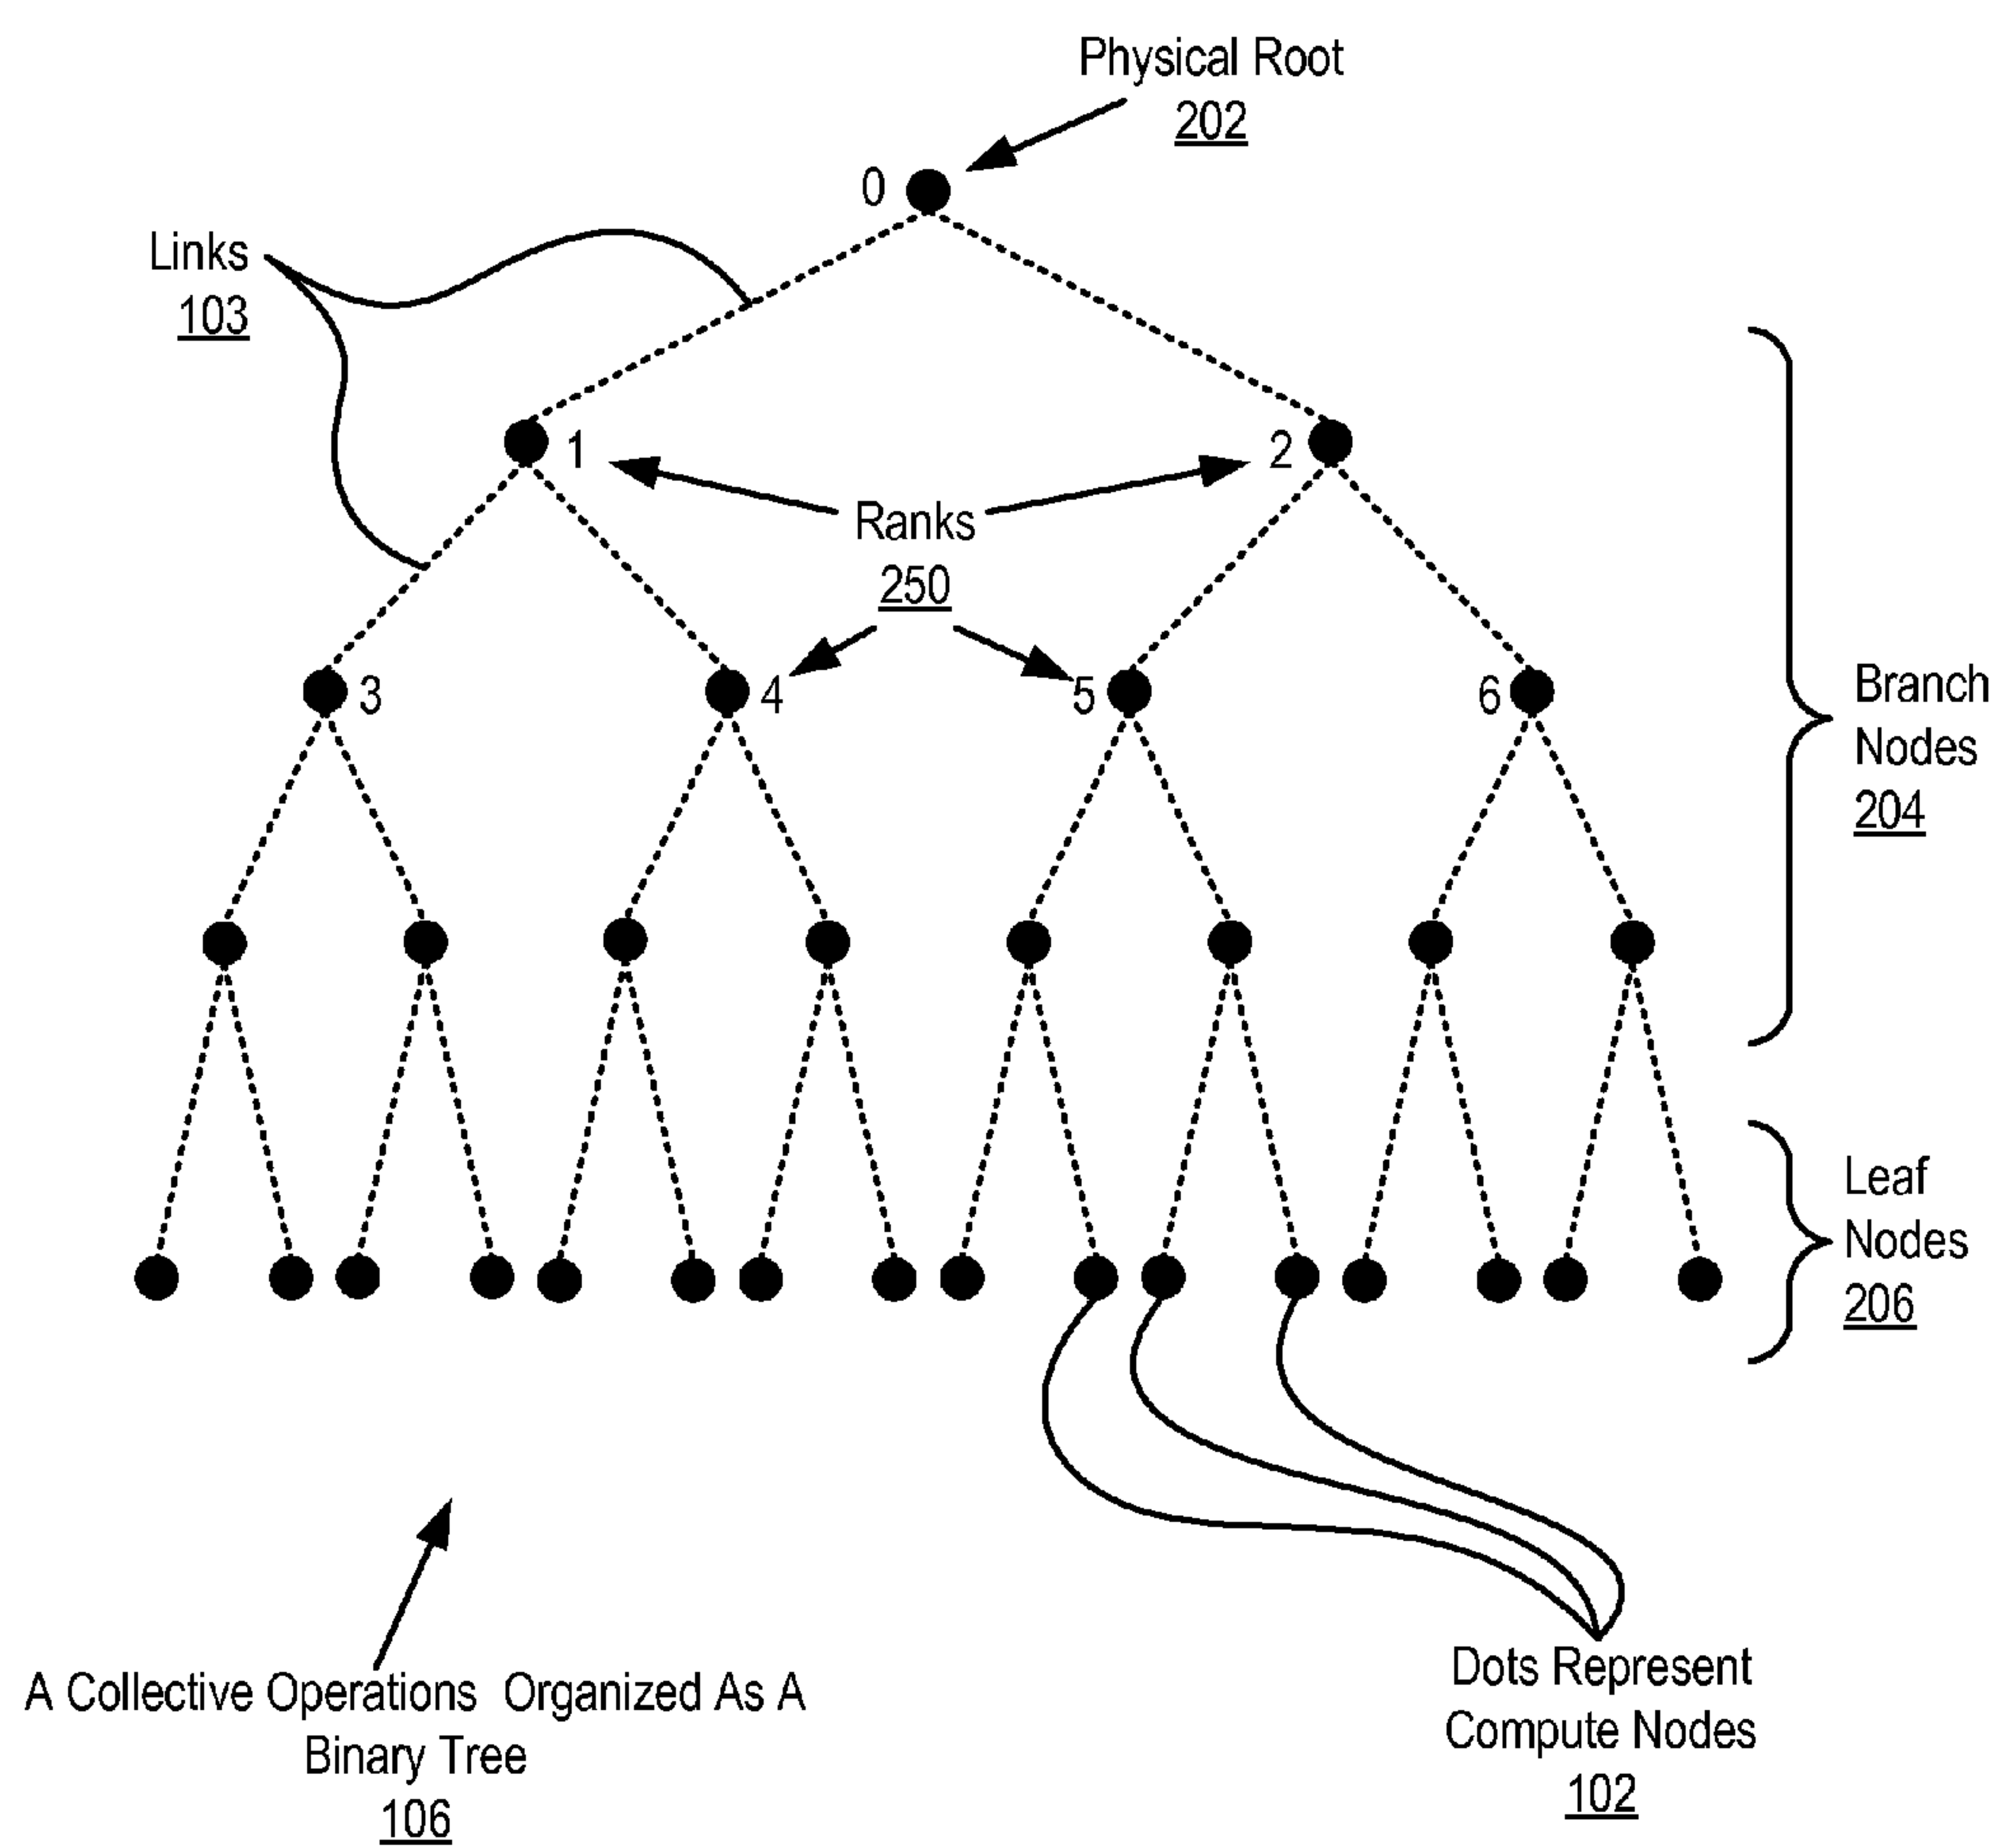 Physical Root
202
0
Links
103
1
2
Ranks
250
3
4
5
6
Branch
Nodes
204
Leaf
Nodes
206
A Collective Operations Organized As A
Binary Tree
106
Dots Represent
Compute Nodes
102